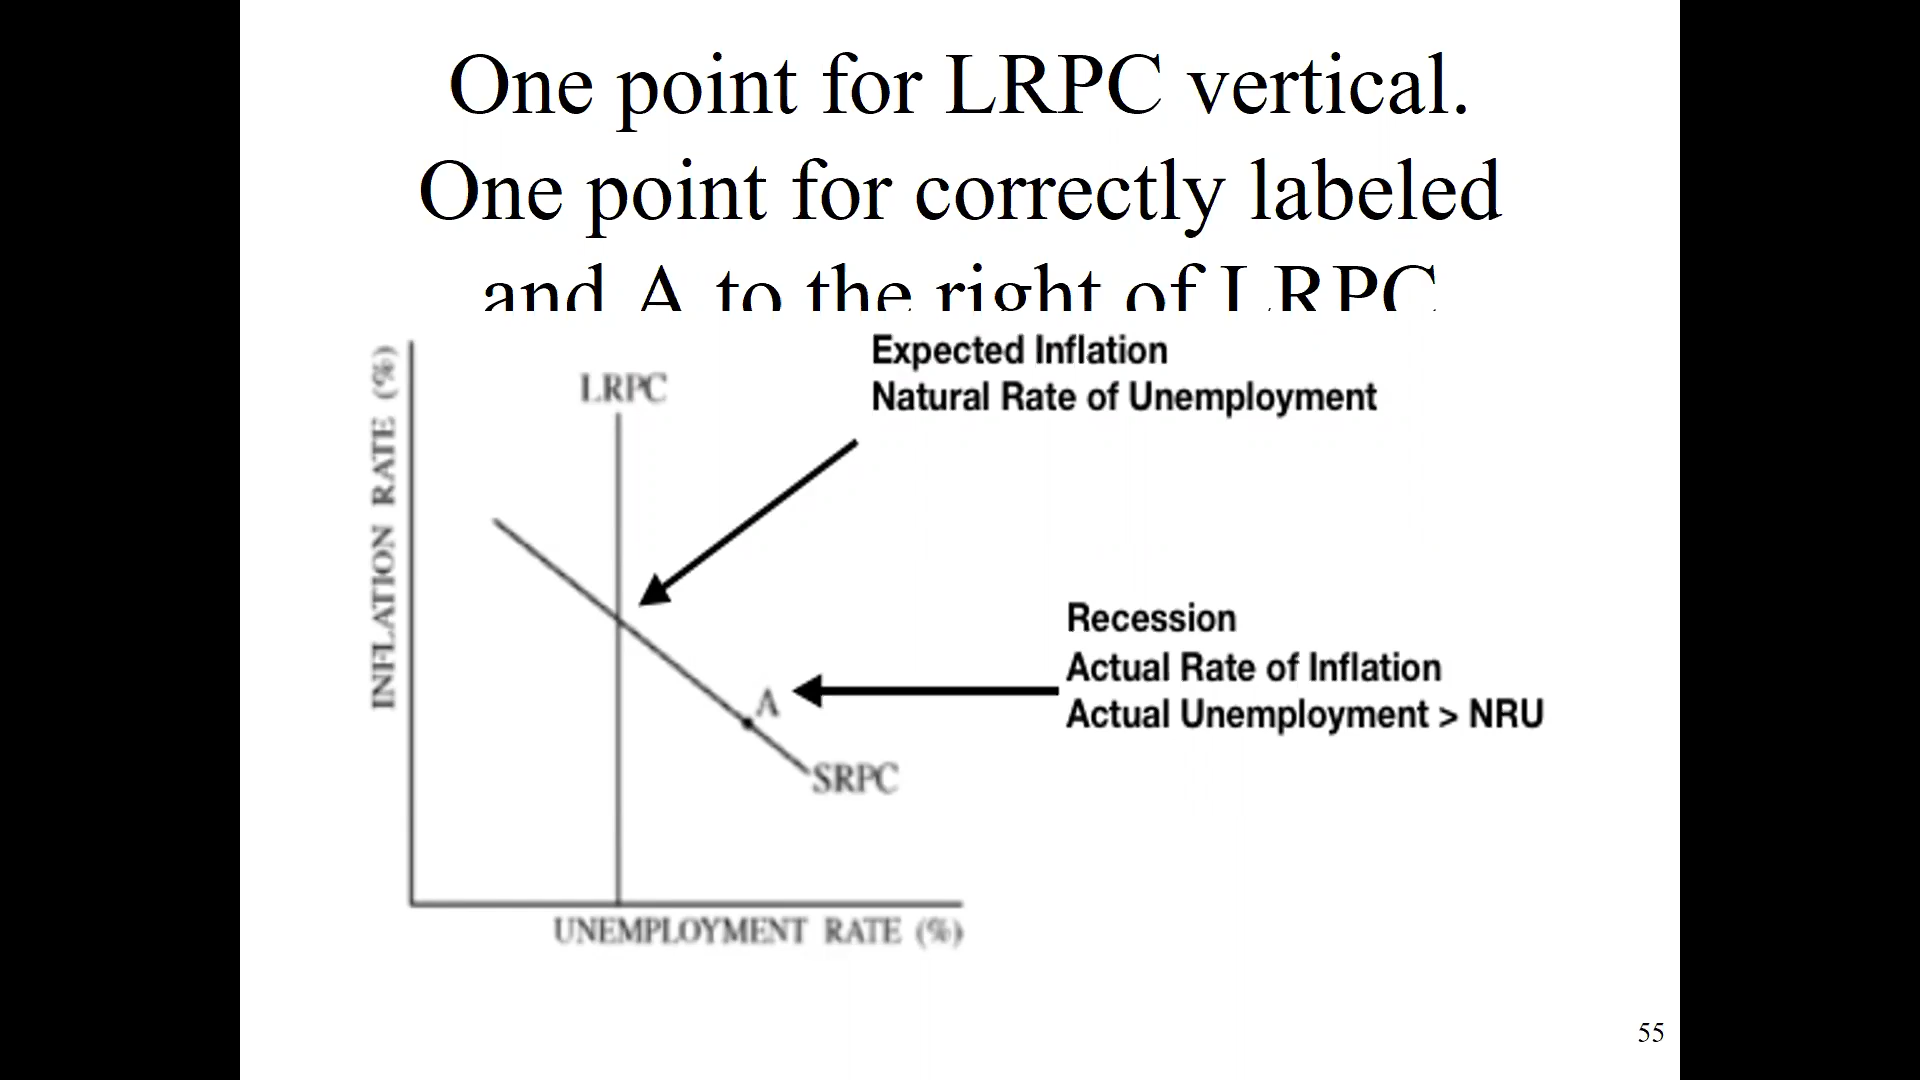 One point for LRPC vertical.
One point for correctly labeled
and A to the right of LRPC
Expected Inflation
Natural Rate of Unemployment
LRPC
INFLATION RATE (%)
Recession
Actual Rate of Inflation
Actual Unemployment > NRU
A
SRPC
UNEMPLOYMENT RATE (%)
55